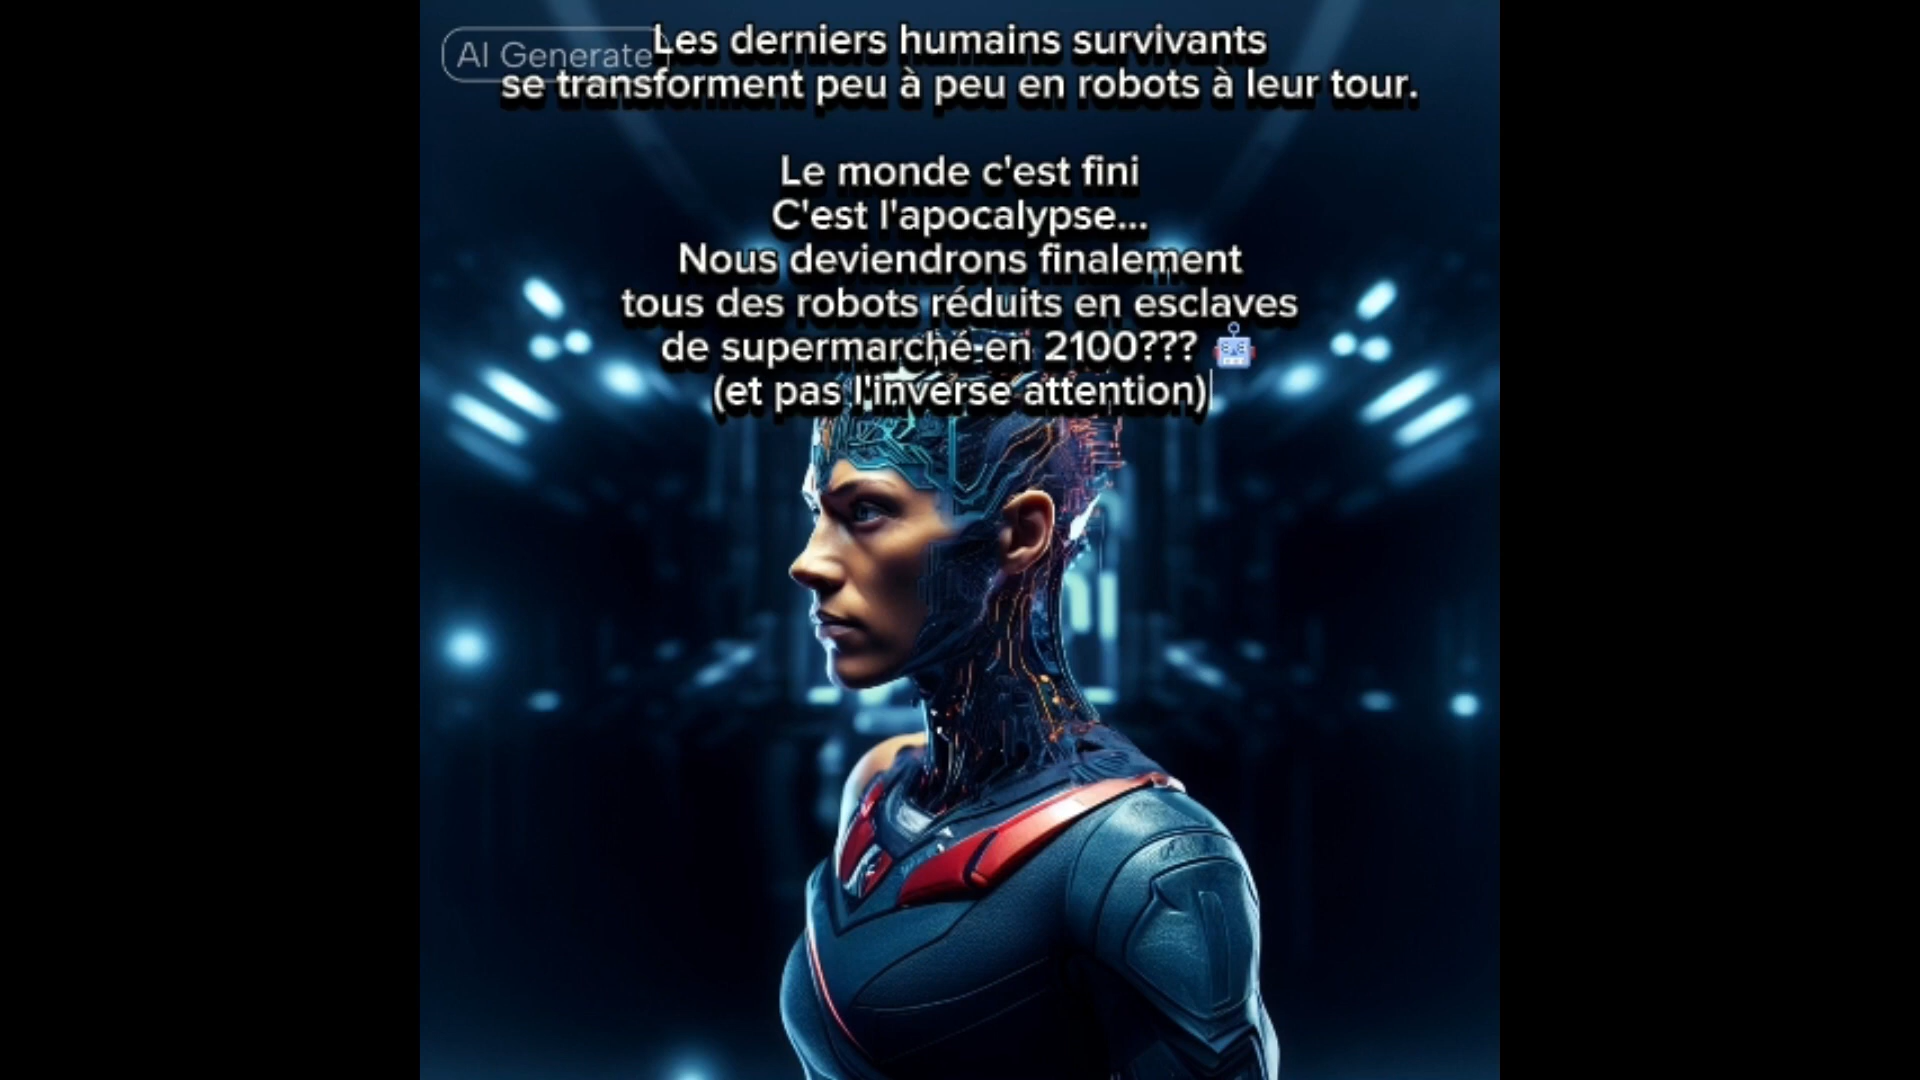 AI Generate
Les derniers humains survivants
se transforment peu à peu en robots à leur tour.
Le monde c'est fini
C'est l'apocalypse...
Nous deviendrons finalement
tous des robots réduits en esclaves
de supermarché en 2100??? 🤖
(et pas l'inverse attention)